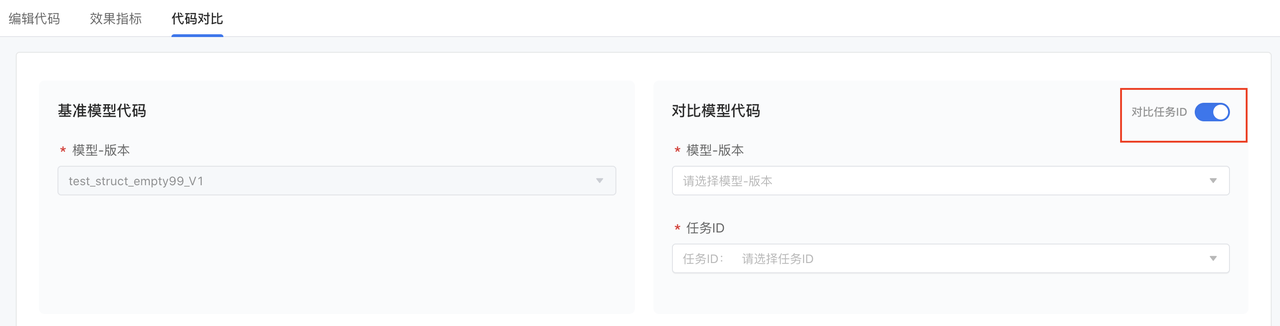 编辑代码 效果指标 代码对比
基准模型代码
* 模型-版本
test_struct_empty99_V1
对比模型代码
对比任务ID
* 模型-版本
请选择模型-版本
* 任务ID
任务ID： 请选择任务ID